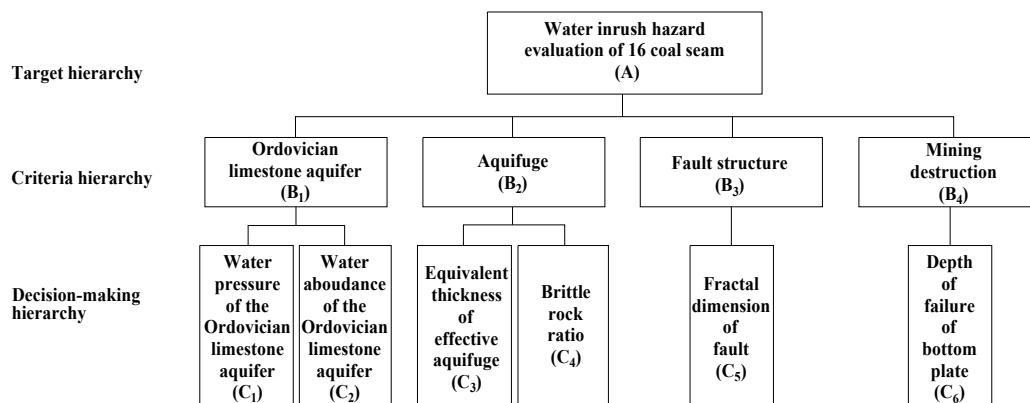 Water inrush hazard
evaluation of 16 coal seam
(A)
Target hierarchy
Ordovician
limestone aquifer
(B₁)
Aquifuge
(B₂)
Fault structure
(B₃)
Mining
destruction
(B₄)
Criteria hierarchy
Water
pressure
of the
Ordovician
limestone
aquifer
(C₁)
Water
aboudance
of the
Ordovician
limestone
aquifer
(C₂)
Equivalent
thickness
of
effective
aquifuge
(C₃)
Brittle
rock
ratio
(C₄)
Fractal
dimension
of
fault
(C₅)
Depth
of
failure of
bottom
plate
(C₆)
Decision-making
hierarchy